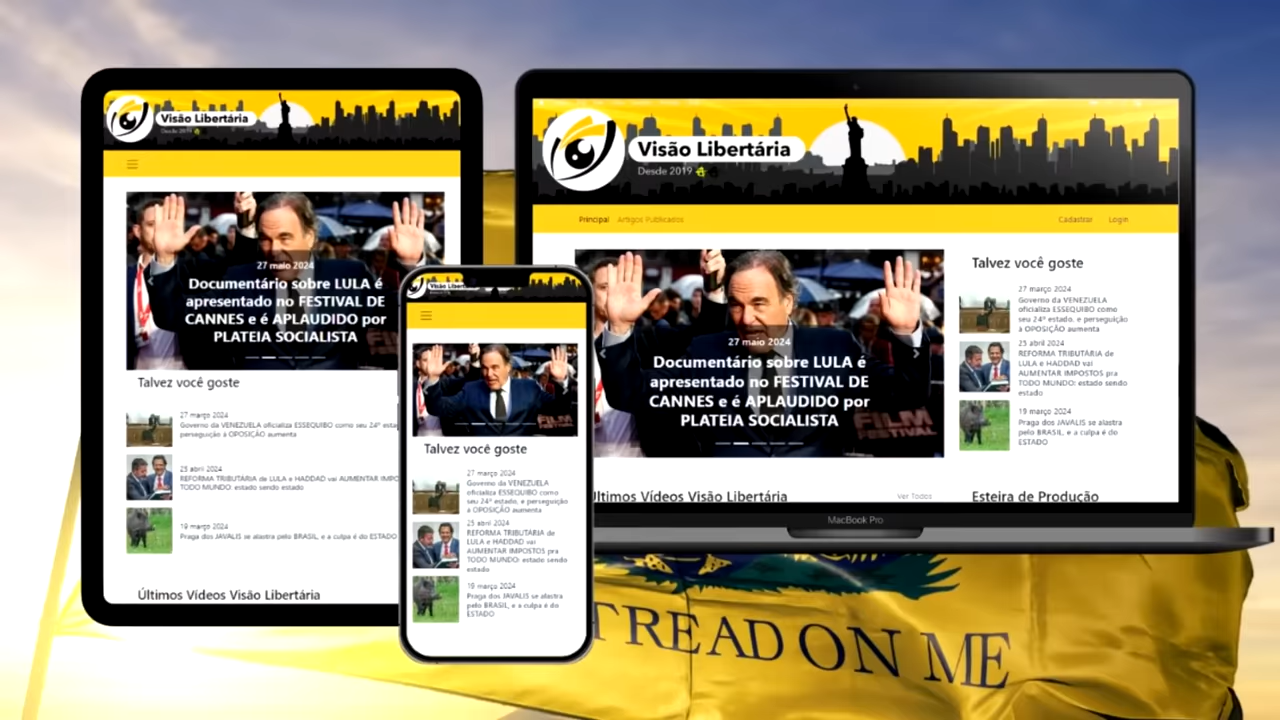 Visão Libertária
Desde 2019
27 maio 2024
Documentário sobre LULA é
apresentado no FESTIVAL DE
CANNES e é APLAUDIDO por
PLATEIA SOCIALISTA
Talvez você goste
27 março 2024
Governo da VENEZUELA oficializa ESSEQUIBO como seu 24º
perseguição a OPOSIÇÃO aumenta
25 abril 2024
REFORMA TRIBUTÁRIA de LULA e HADDAD vai AUMENTAR
TODO MUNDO: estado sendo estado
19 março 2024
Praga dos JAVALIS se alastra pelo BRASIL, e a culpa é do ESTADO
Últimos Vídeos Visão Libertária
Visão
FILM
FESTIVAL
Talvez você goste
27 março 2024
Governo da VENEZUELA
oficializa ESSEQUIBO como
seu 24º estado, e perseguição
a OPOSIÇÃO aumenta
25 abril 2024
REFORMA TRIBUTÁRIA de
LULA e HADDAD vai
AUMENTAR IMPOSTOS pra
TODO MUNDO: estado sendo
estado
19 março 2024
Praga dos JAVALIS se alastra
pelo BRASIL, e a culpa é do
ESTADO
Visão Libertária
Desde 2019
Principal Artigos Publicados Cadastrar Login
27 maio 2024
Documentário sobre LULA é
apresentado no FESTIVAL DE
CANNES e é APLAUDIDO por
PLATEIA SOCIALISTA
FILM
FESTIVAL
Talvez você goste
27 março 2024
Governo da VENEZUELA
oficializa ESSEQUIBO como
seu 24º estado, e perseguição
a OPOSIÇÃO aumenta
25 abril 2024
REFORMA TRIBUTÁRIA de
LULA e HADDAD vai
AUMENTAR IMPOSTOS pra
TODO MUNDO: estado sendo
estado
19 março 2024
Praga dos JAVALIS se alastra
pelo BRASIL, e a culpa é do
ESTADO
Últimos Vídeos Visão Libertária Ver Todos Esteira de Produção
MacBook Pro
TREAD ON ME